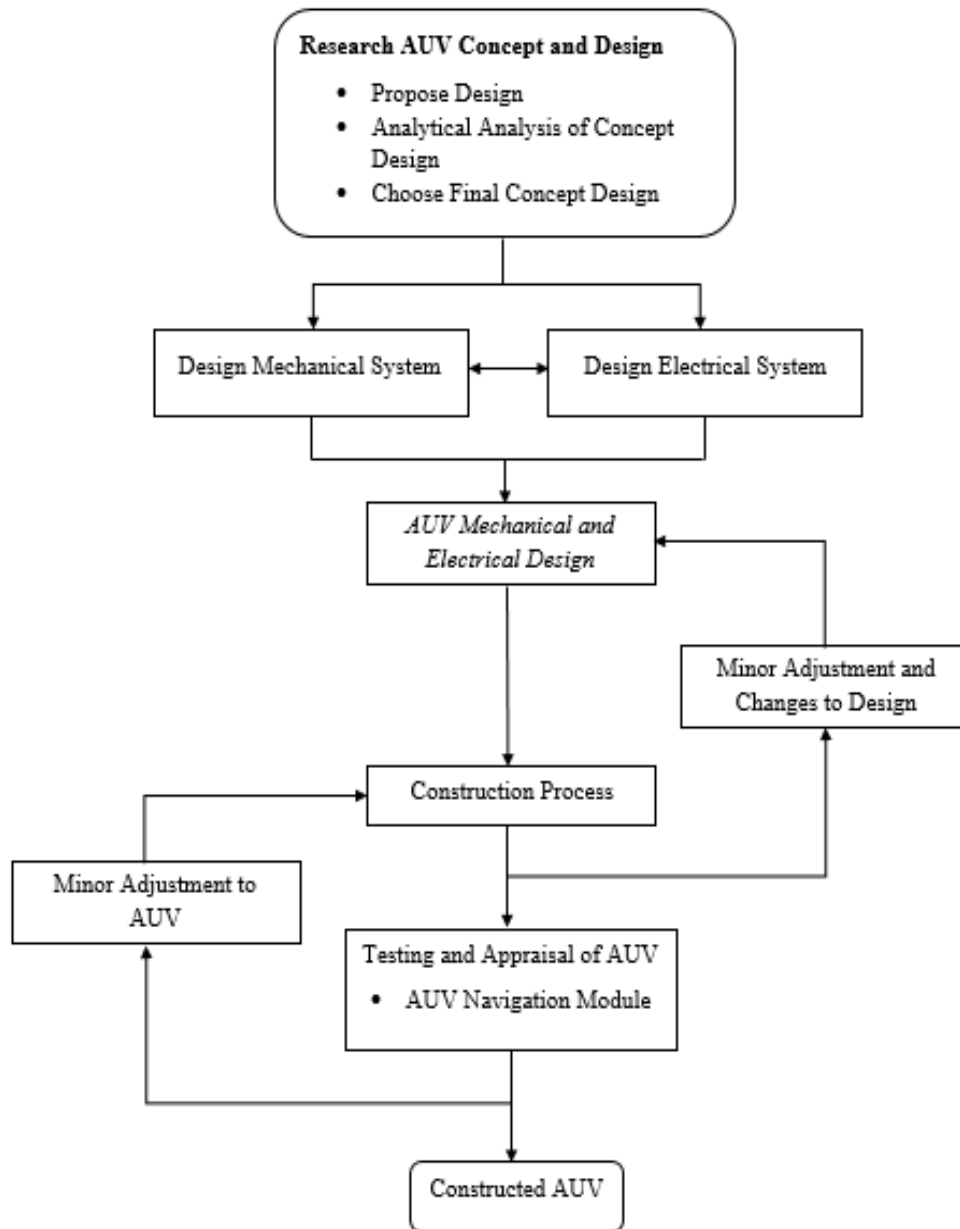 Research AUV Concept and Design
• Propose Design
• Analytical Analysis of Concept
Design
• Choose Final Concept Design
Design Mechanical System
Design Electrical System
AUV Mechanical and
Electrical Design
Minor Adjustment and
Changes to Design
Construction Process
Minor Adjustment to
AUV
Testing and Appraisal of AUV
• AUV Navigation Module
Constructed AUV